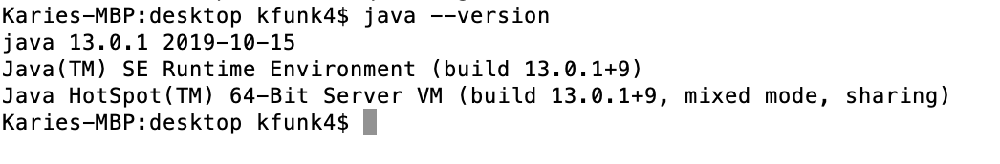 Karies-MBP:desktop kfunk4$ java --version
java 13.0.1 2019-10-15
Java(TM) SE Runtime Environment (build 13.0.1+9)
Java HotSpot(TM) 64-Bit Server VM (build 13.0.1+9, mixed mode, sharing)
Karies-MBP:desktop kfunk4$